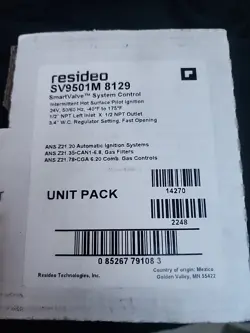 resideo
SV9501M 8129
SmartValve™ System Control
Intermittent Hot Surface Pilot Ignition
24V, 50/60 Hz, -40°F to 175°F
1/2" NPT Left Inlet X 1/2 NPT Outlet
3.4" W.C. Regulator Setting, Fast Opening
ANS Z21.20 Automatic Ignition Systems
ANS Z21.35-CAN1-6.8, Gas Filters
ANS Z21.78-CGA 6.20 Comb. Gas Controls
UNIT PACK
14270
2248
0 85267 79108 3
Resideo Technologies, Inc.
Country of origin: Mexico
Golden Valley, MN 55422